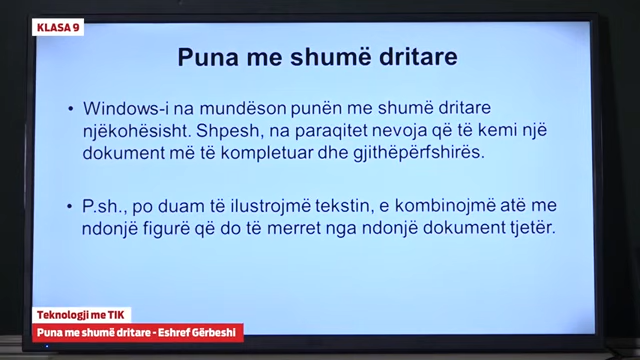 KLASA 9
Puna me shumë dritare
• Windows-i na mundëson punën me shumë dritare
njëkohësisht. Shpesh, na paraqitet nevoja që të kemi një
dokument më të kompletuar dhe gjithëpërfshirës.
• P.sh., po duam të ilustrojmë tekstin, e kombinojmë atë me
ndonjë figurë që do të merret nga ndonjë dokument tjetër.
Teknologji me TIK
Puna me shumë dritare - Eshref Gërbeshi